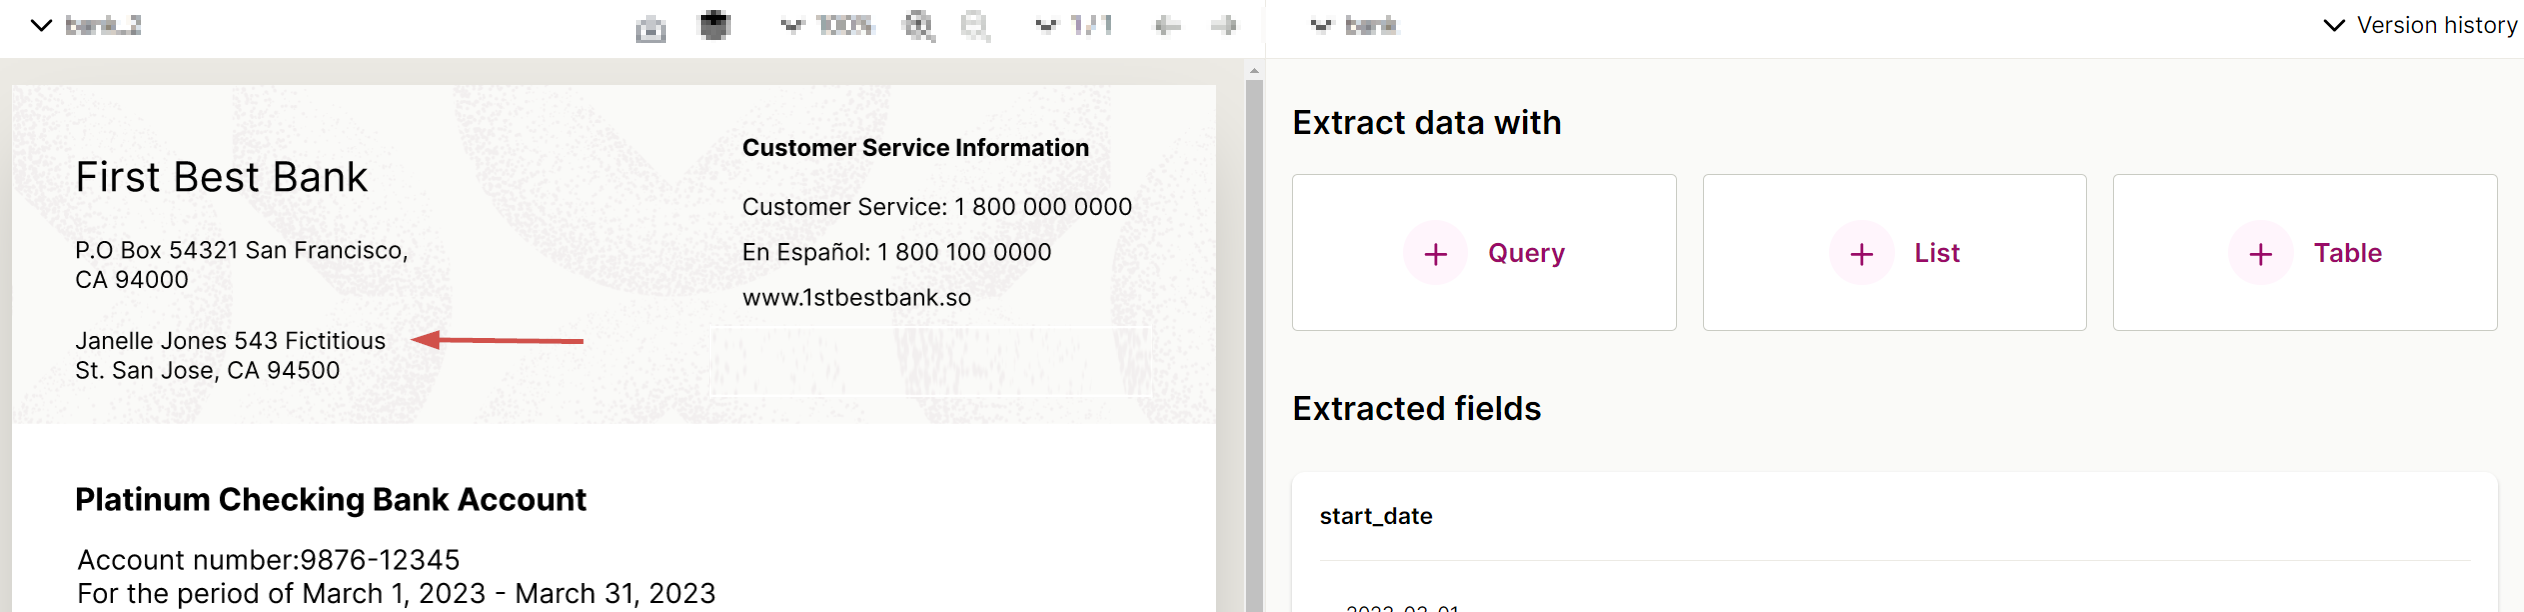 bank_2
100%
1/1
bank
Version history
First Best Bank
P.O Box 54321 San Francisco,
CA 94000
Janelle Jones 543 Fictitious
St. San Jose, CA 94500
Customer Service Information
Customer Service: 1 800 000 0000
En Español: 1 800 100 0000
www.1stbestbank.so
Platinum Checking Bank Account
Account number:9876-12345
For the period of March 1, 2023 - March 31, 2023
Extract data with
Query
List
Table
Extracted fields
start_date